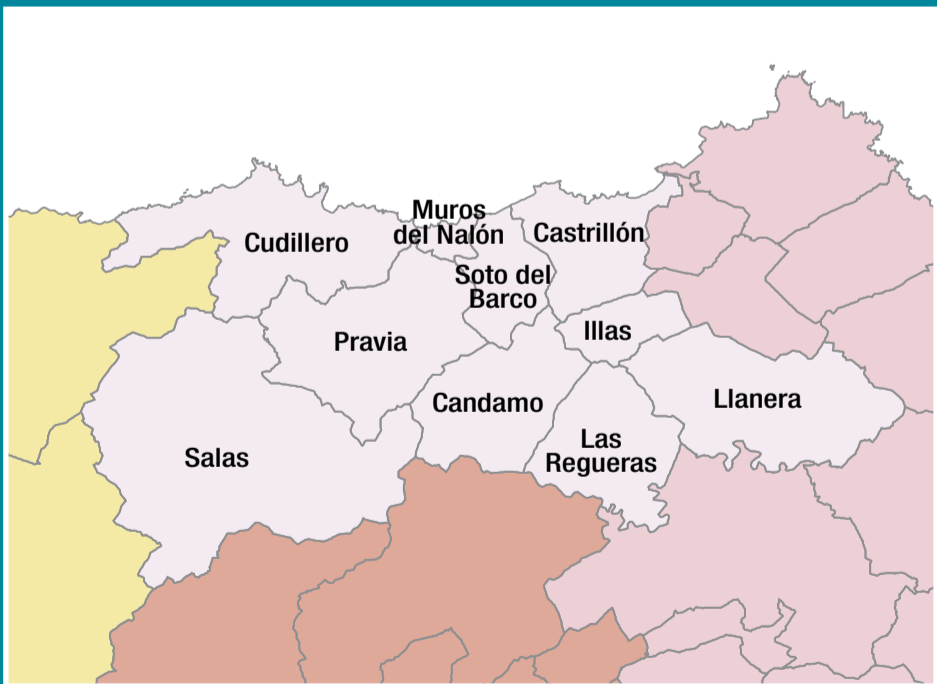 Muros
del Nalón
Cudillero
Castrillón
Soto del
Barco
Illas
Pravia
Candamo
Llanera
Las
Regueras
Salas